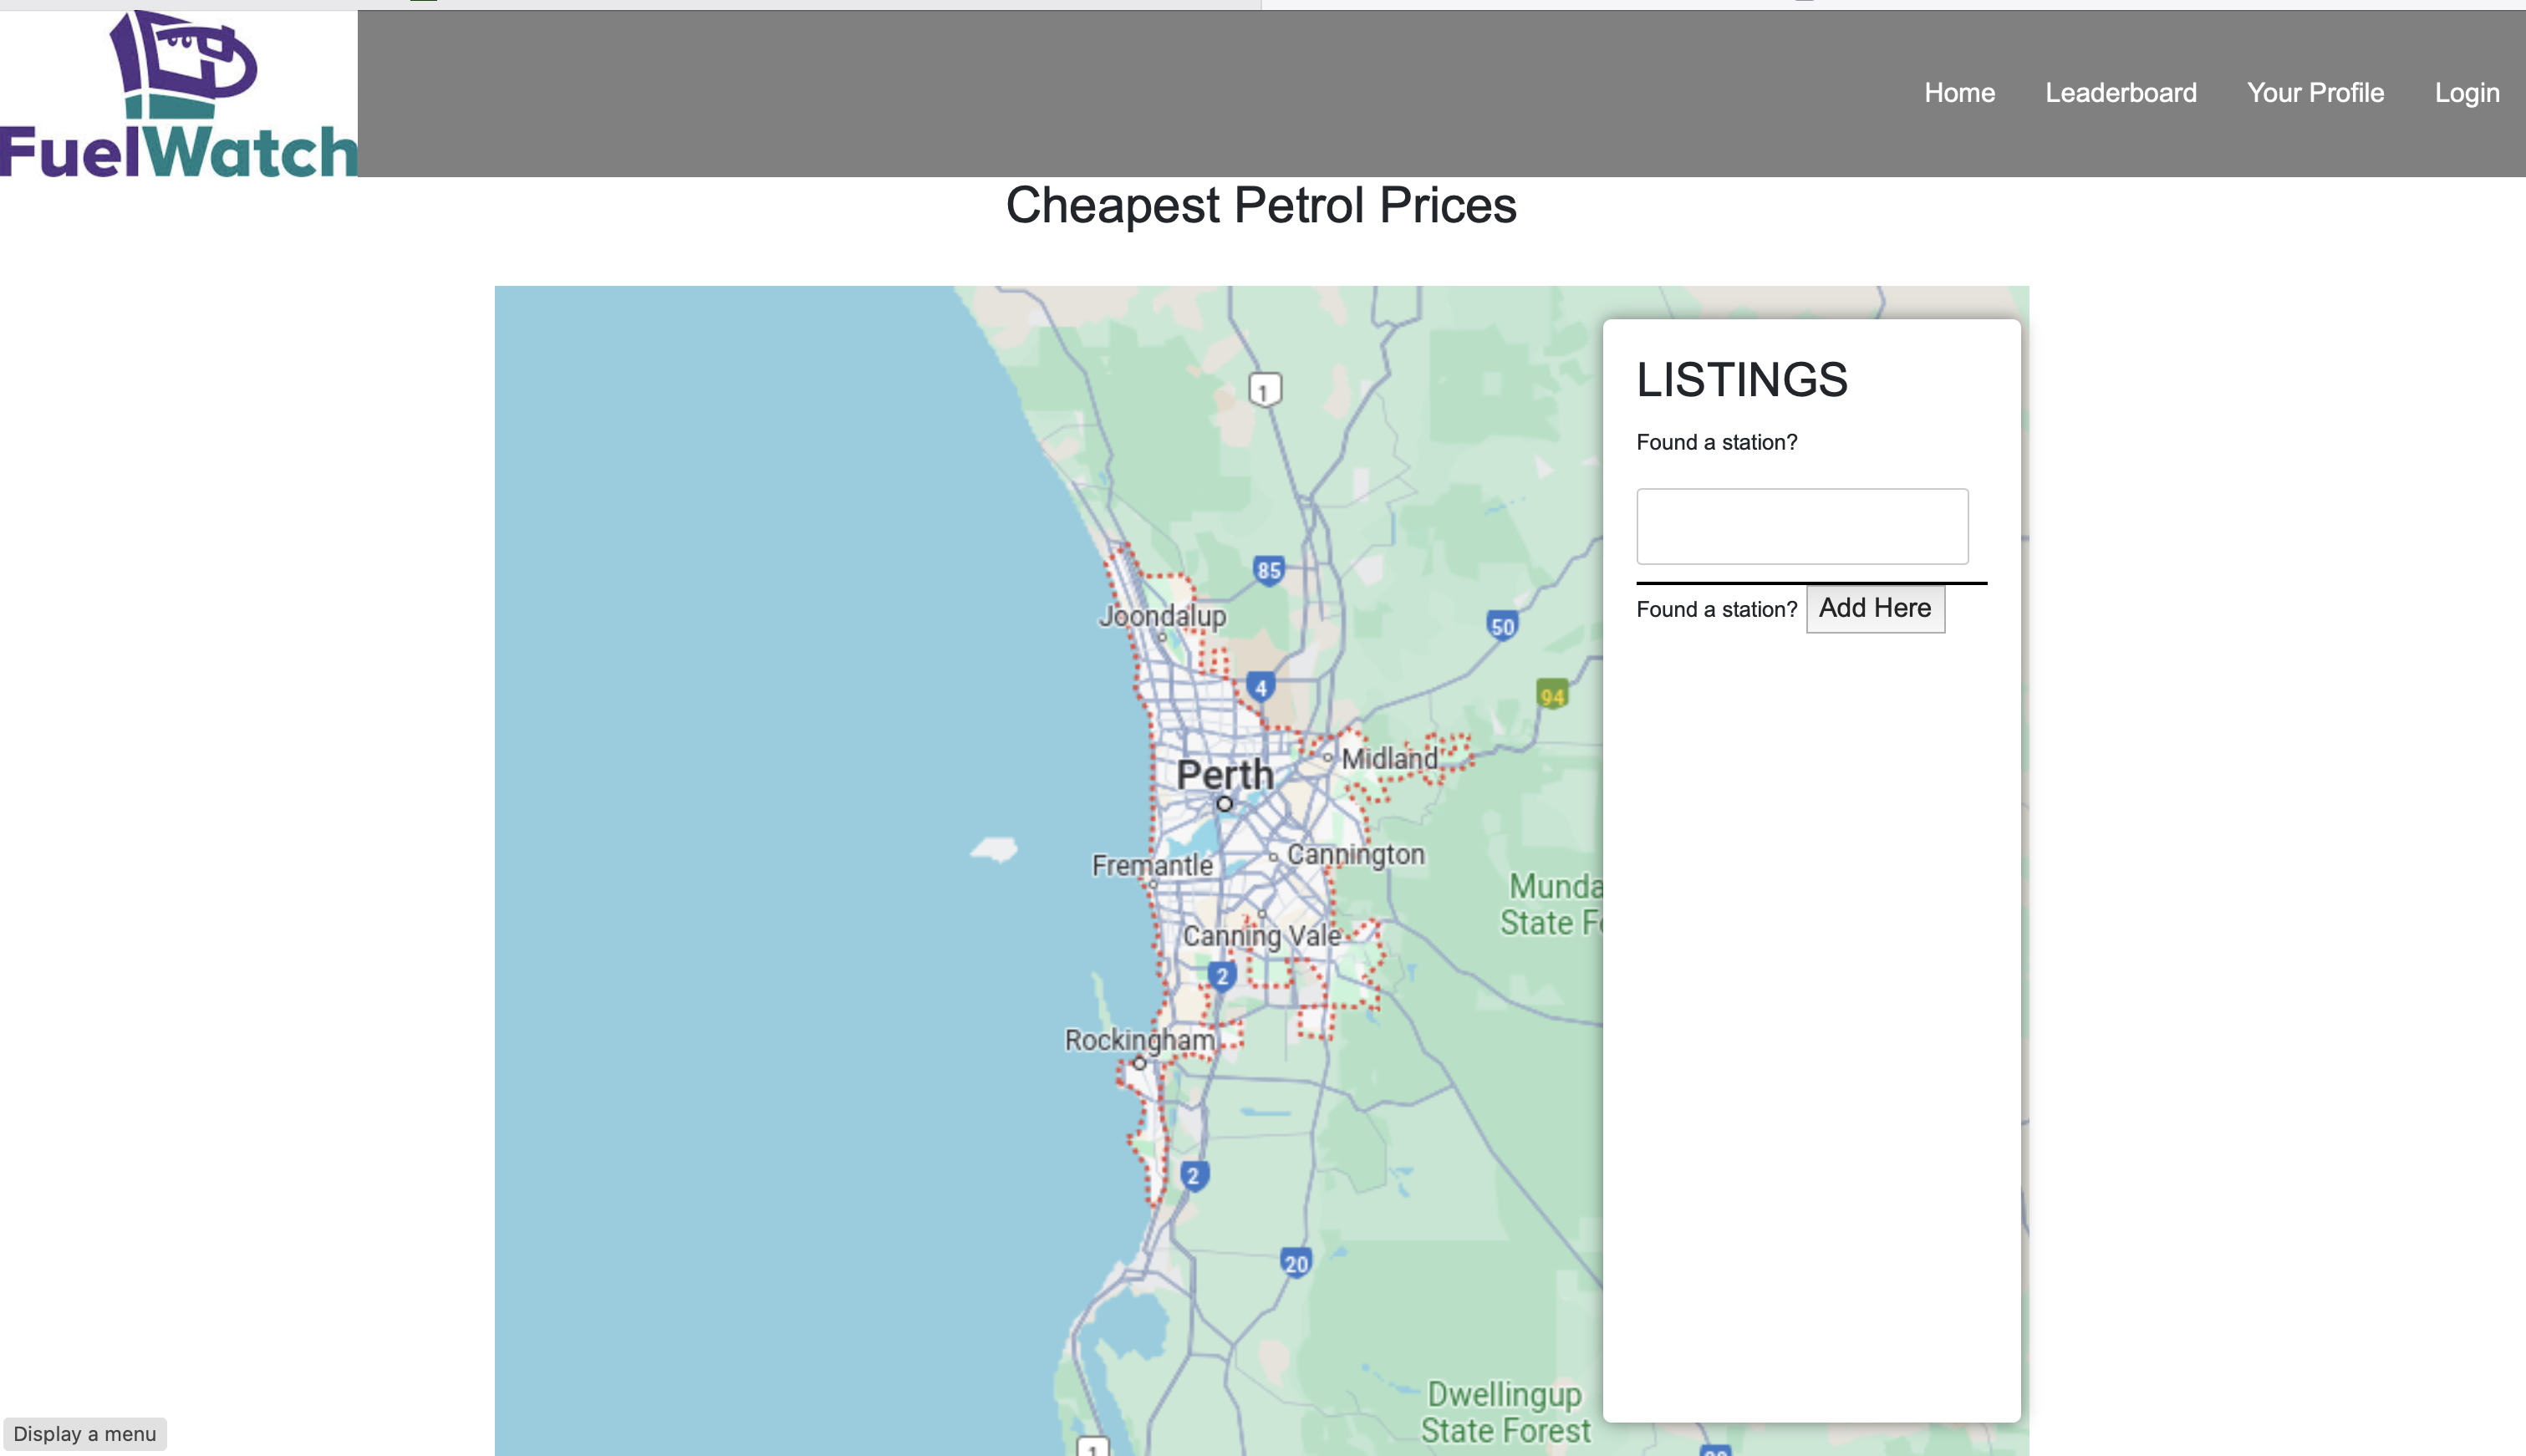 FuelWatch
Home Leaderboard Your Profile Login
Cheapest Petrol Prices
LISTINGS
Found a station?
Found a station? Add Here
1
85
Joondalup
50
4
94
Midland
Perth
Cannington
Fremantle
Munda
State Fo
Canning Vale
2
Rockingham
2
20
Dwellingup
State Forest
1
Display a menu